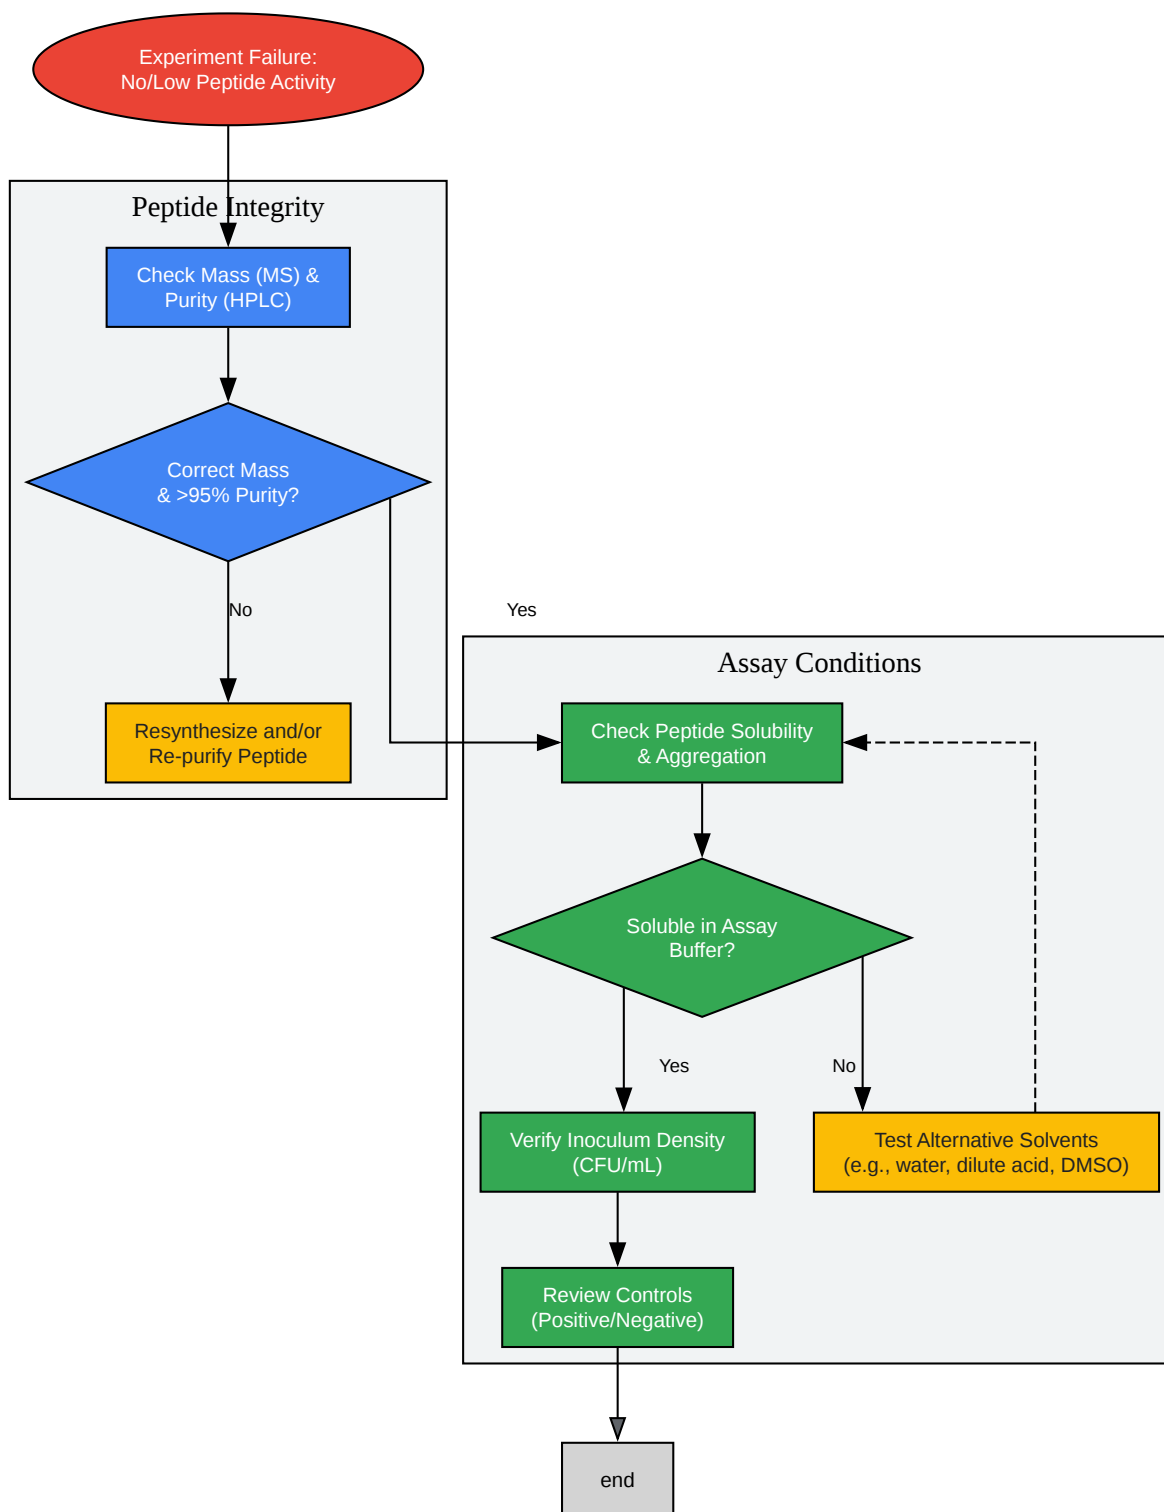 Experiment Failure:
No/Low Peptide Activity
Peptide Integrity
Check Mass (MS) &
Purity (HPLC)
Correct Mass
& >95% Purity?
No
Yes
Resynthesize and/or
Re-purify Peptide
Assay Conditions
Check Peptide Solubility
& Aggregation
Soluble in Assay
Buffer?
Yes
No
Verify Inoculum Density
(CFU/mL)
Test Alternative Solvents
(e.g., water, dilute acid, DMSO)
Review Controls
(Positive/Negative)
end